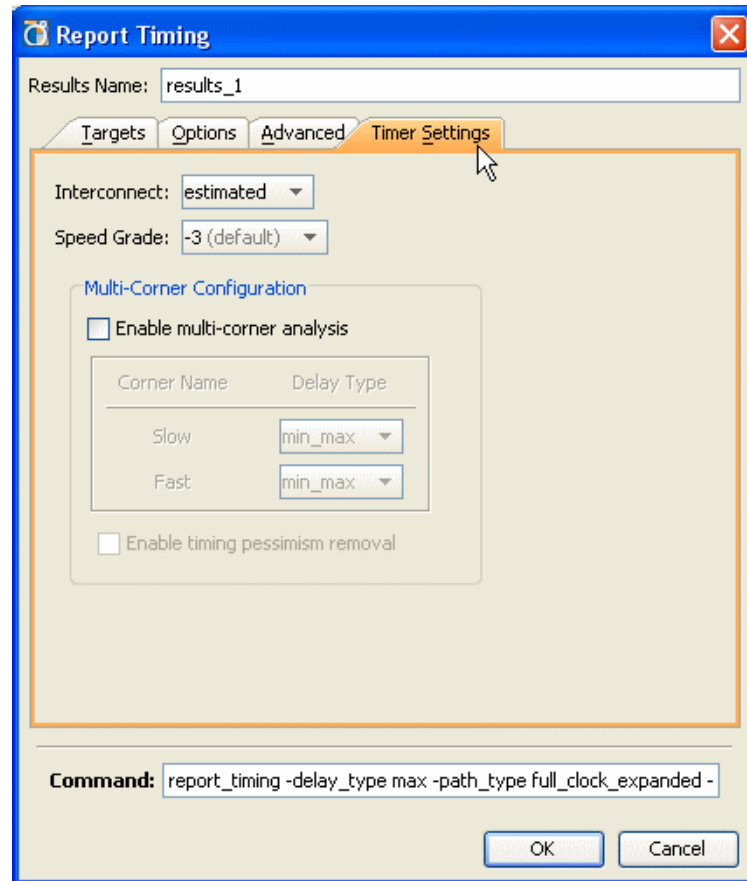 Report Timing
Results Name: results_1
Targets Options Advanced Timer Settings
Interconnect: estimated
Speed Grade: -3 (default)
Multi-Corner Configuration
Enable multi-corner analysis
Corner Name Delay Type
Slow min_max
Fast min_max
Enable timing pessimism removal
Command: report_timing -delay_type max -path_type full_clock_expanded -
OK Cancel